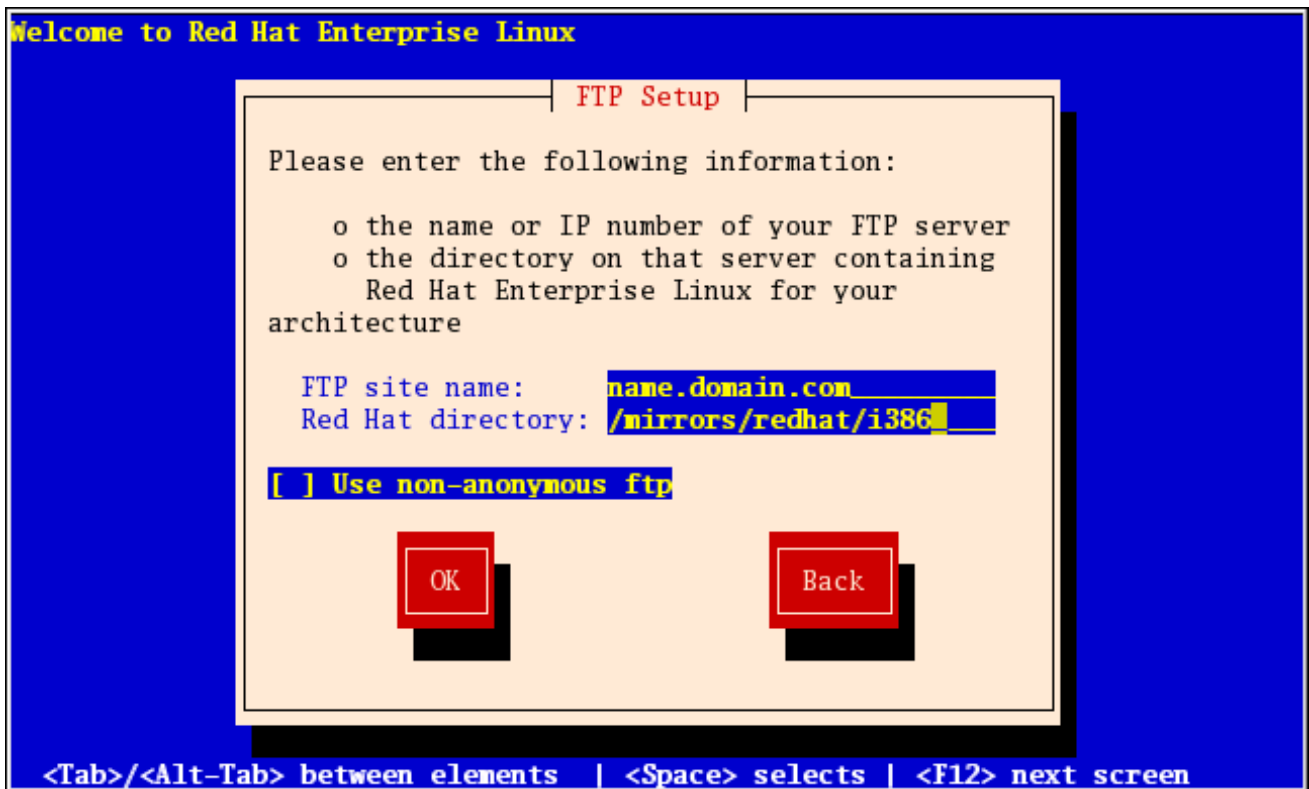 Welcome to Red Hat Enterprise Linux
FTP Setup
Please enter the following information:
o the name or IP number of your FTP server
o the directory on that server containing
Red Hat Enterprise Linux for your
architecture
FTP site name: name.domain.com_________
Red Hat directory: /mirrors/redhat/i386____
[ ] Use non-anonymous ftp
OK Back
<Tab>/<Alt-Tab> between elements | <Space> selects | <F12> next screen